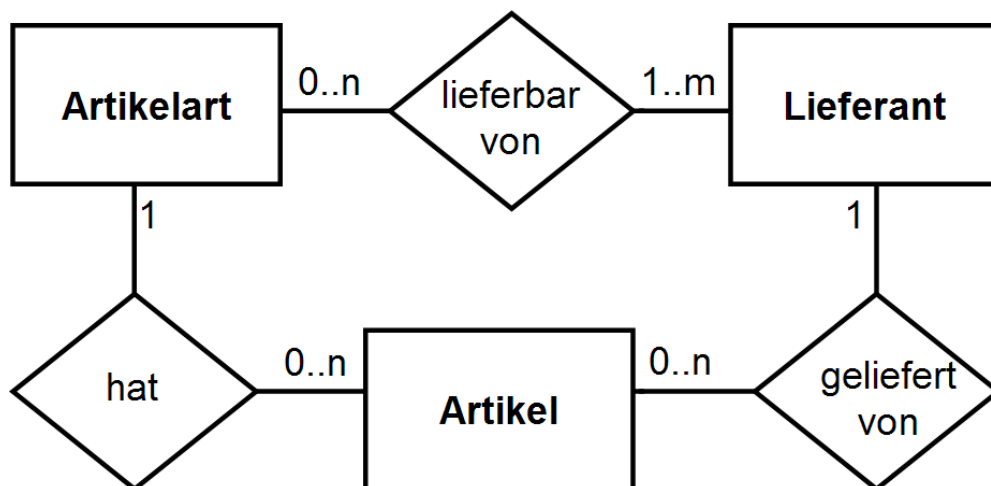 Artikelart
0..n
lieferbar
von
1..m
Lieferant
1
1
hat
0..n
Artikel
0..n
geliefert
von